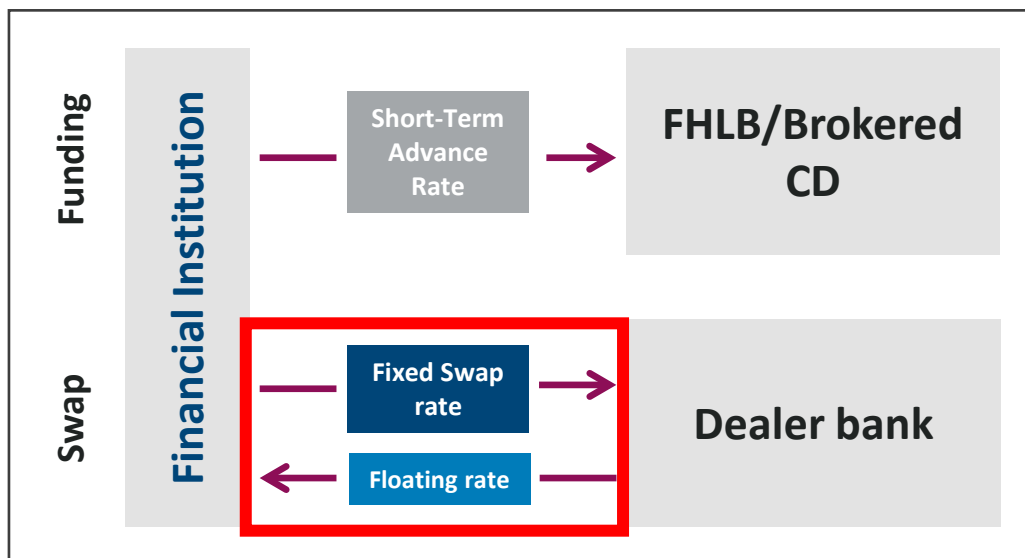 Funding
Financial Institution
Short-Term
Advance
Rate
FHLB/Brokered
CD
Swap
Fixed Swap
rate
Floating rate
Dealer bank